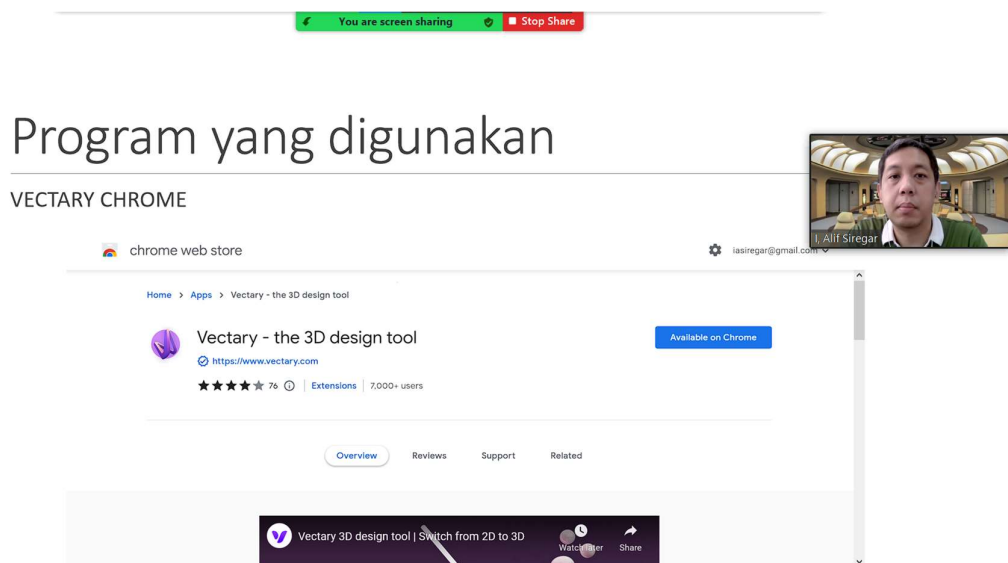 You are screen sharing
Stop Share
Program yang digunakan
VECTARY CHROME
I, Alif Siregar
chrome web store
iasiregar@gmail.com
Home > Apps > Vectary - the 3D design tool
Vectary - the 3D design tool
Available on Chrome
https://www.vectary.com
76
Extensions
7,000+ users
Overview
Reviews
Support
Related
Vectary 3D design tool | Switch from 2D to 3D
Watch later
Share